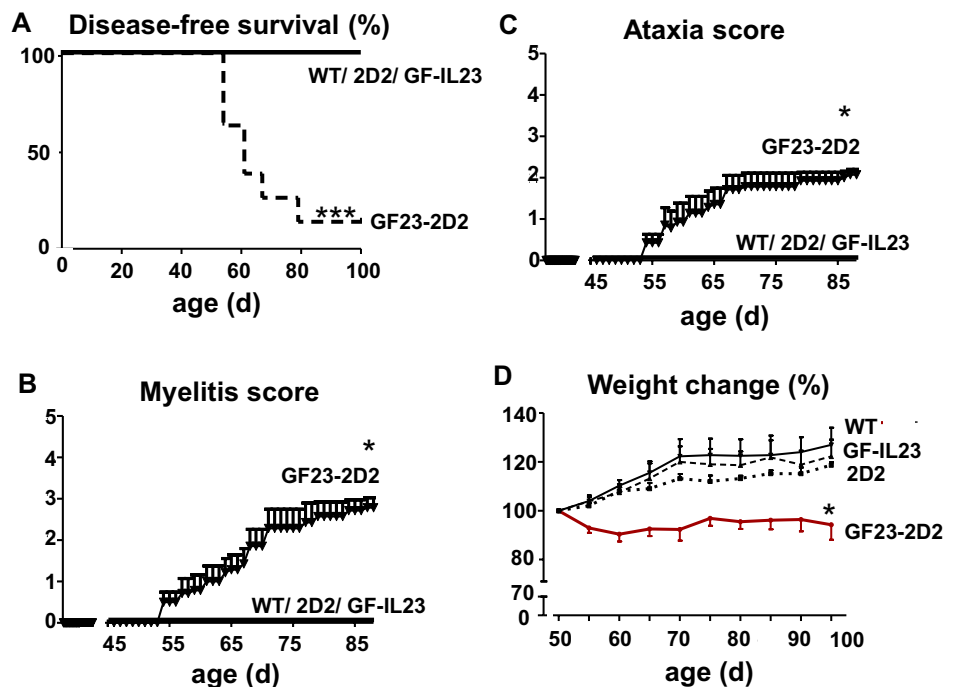 A
Disease-free survival (%)
100
50
0
WT/ 2D2/ GF-IL23
***
GF23-2D2
0 20 40 60 80 100
age (d)
C
Ataxia score
5
4
3
2
1
0
*
GF23-2D2
WT/ 2D2/ GF-IL23
45 55 65 75 85
age (d)
B
Myelitis score
5
4
3
2
1
0
*
GF23-2D2
WT/ 2D2/ GF-IL23
45 55 65 75 85
age (d)
D
Weight change (%)
140
120
100
80
70
0
WT
GF-IL23
2D2
*
GF23-2D2
50 60 70 80 90 100
age (d)